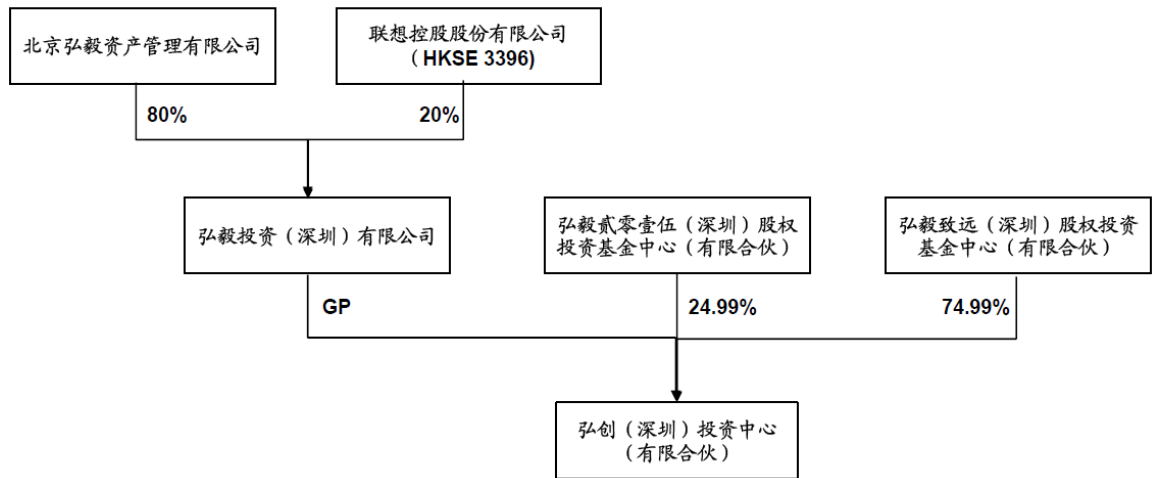 北京弘毅资产管理有限公司
联想控股股份有限公司
（HKSE 3396)
80%
20%
弘毅投资（深圳）有限公司
弘毅贰零壹伍（深圳）股权
投资基金中心（有限合伙）
弘毅致远（深圳）股权投资
基金中心（有限合伙）
GP
24.99%
74.99%
弘创（深圳）投资中心
（有限合伙）